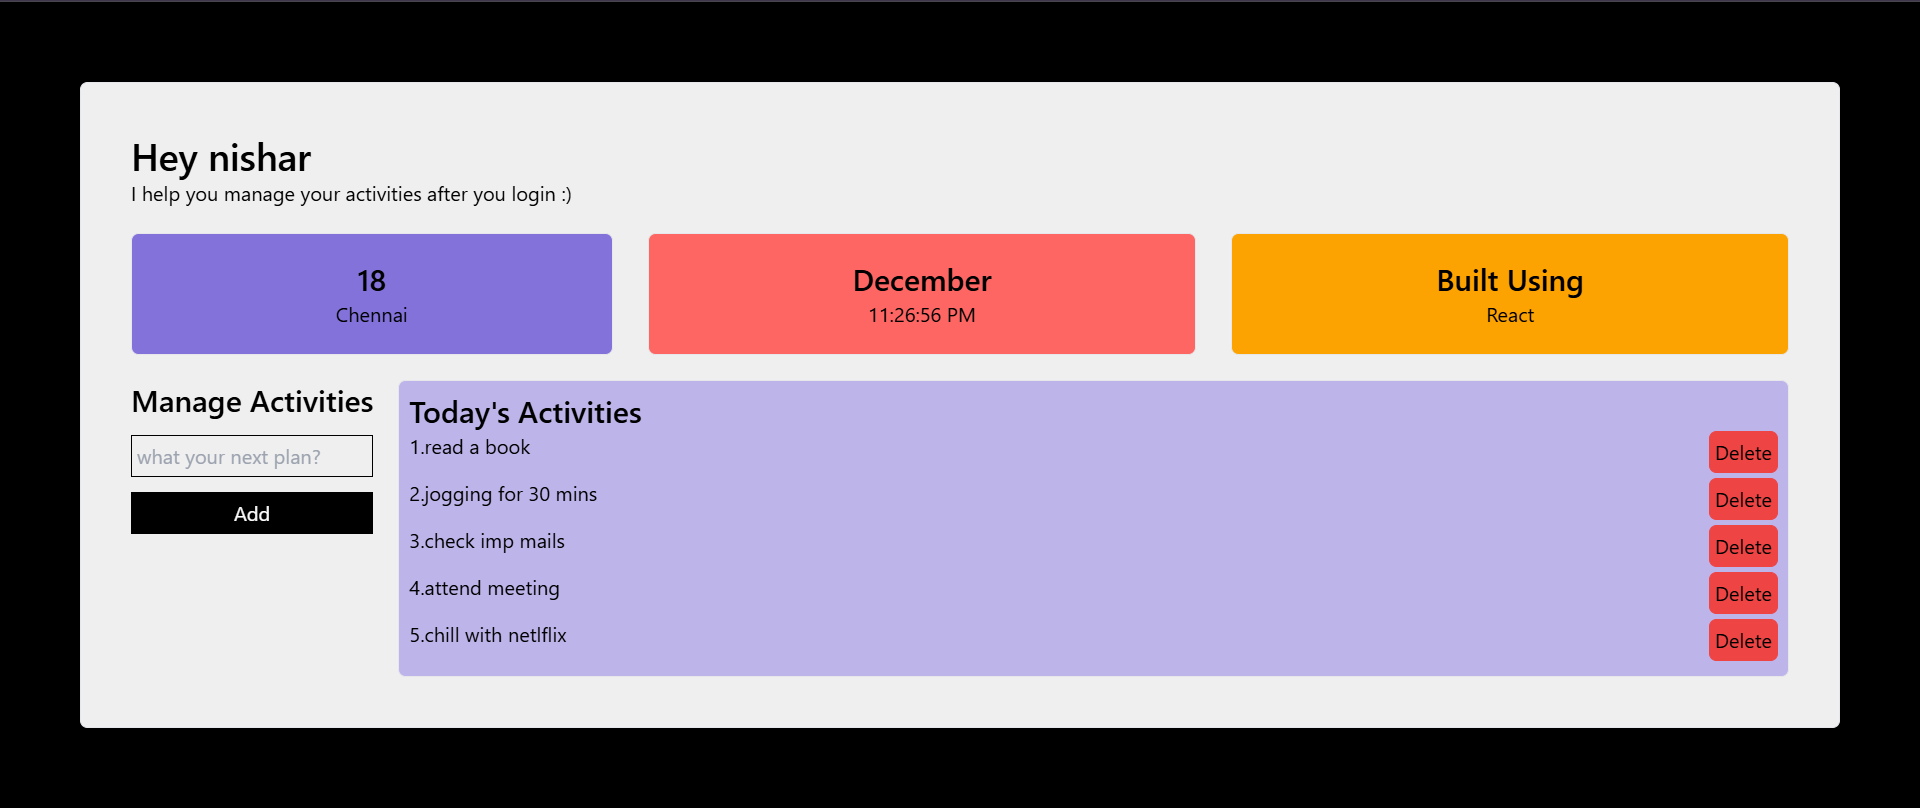 Hey nishar
I help you manage your activities after you login :)
18
Chennai
December
11:26:56 PM
Built Using
React
Manage Activities
what your next plan?
Add
Today's Activities
1.read a book
Delete
2.jogging for 30 mins
Delete
3.check imp mails
Delete
4.attend meeting
Delete
5.chill with netlflix
Delete